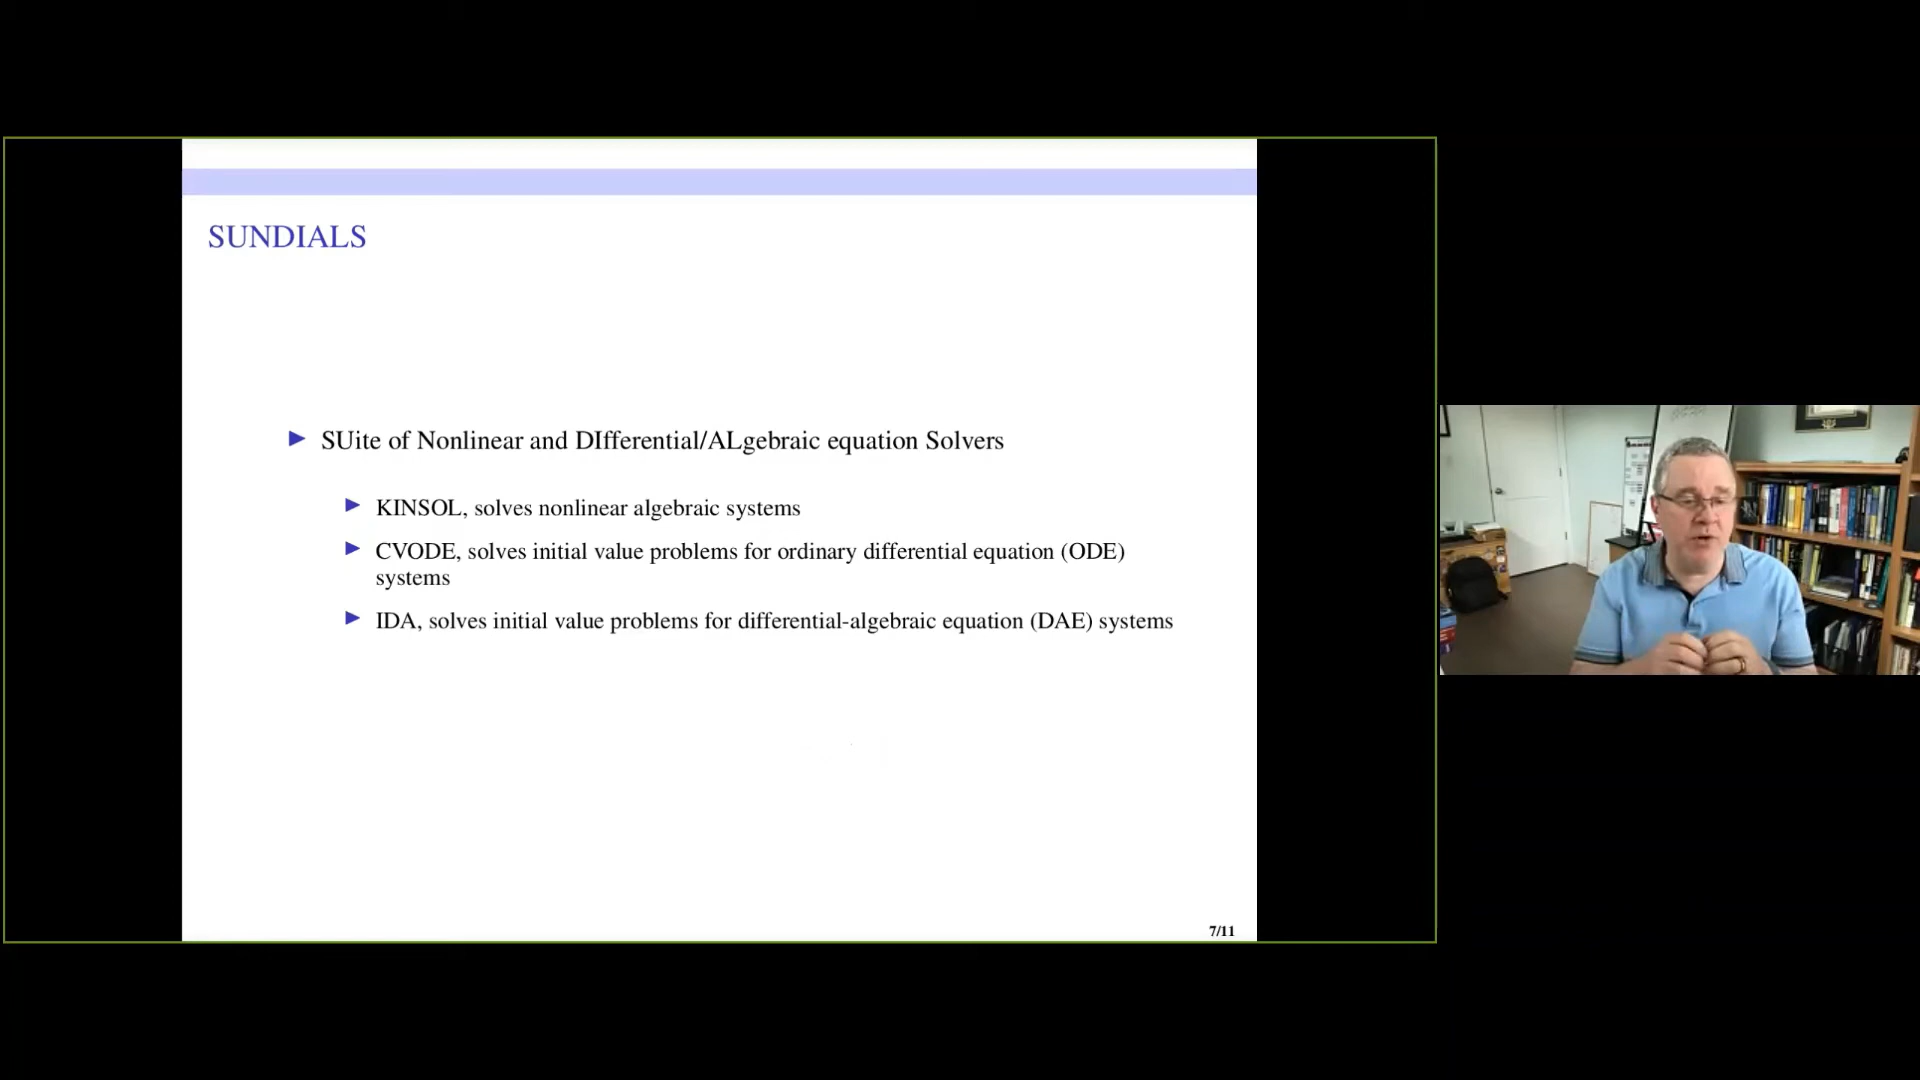 SUNDIALS
SUite of Nonlinear and DIfferential/ALgebraic equation Solvers
KINSOL, solves nonlinear algebraic systems
CVODE, solves initial value problems for ordinary differential equation (ODE)
systems
IDA, solves initial value problems for differential-algebraic equation (DAE) systems
7/11